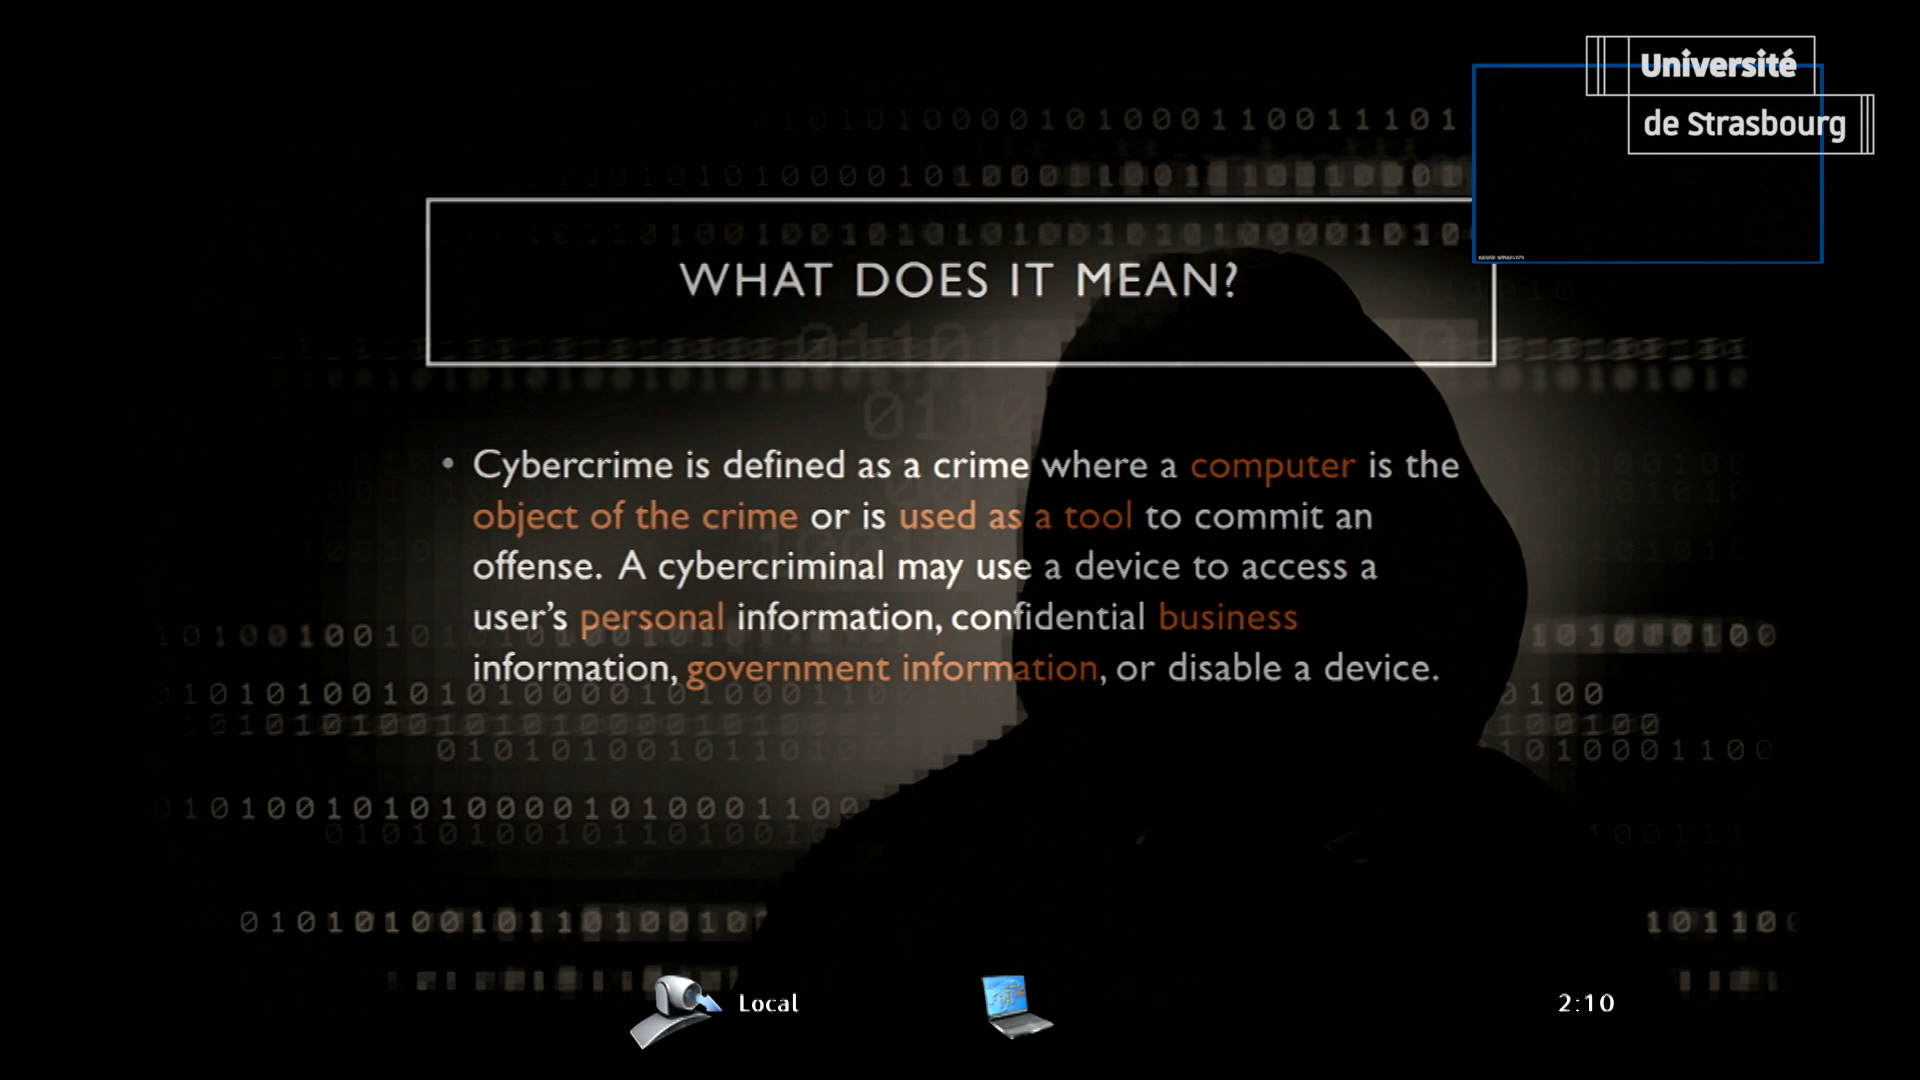 Université
de Strasbourg
WHAT DOES IT MEAN?
• Cybercrime is defined as a crime where a computer is the
object of the crime or is used as a tool to commit an
offense. A cybercriminal may use a device to access a
user’s personal information, confidential business
information, government information, or disable a device.
Local
2:10